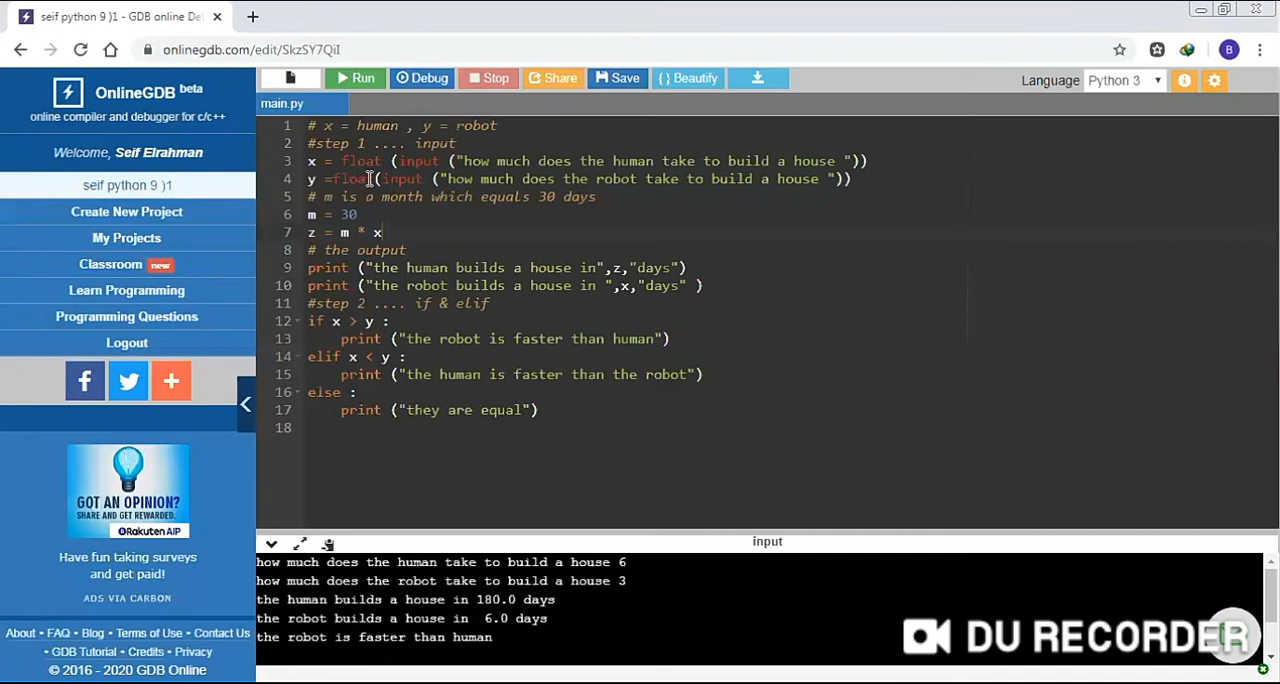 seif python 9 )1 - GDB online De
onlinegdb.com/edit/SkzSY7QiI
B
OnlineGDB beta
online compiler and debugger for c/c++
Welcome, Seif Elrahman
seif python 9 )1
Create New Project
My Projects
Classroom new
Learn Programming
Programming Questions
Logout
GOT AN OPINION?
SHARE AND GET REWARDED.
Rakuten AIP
Have fun taking surveys
and get paid!
ADS VIA CARBON
About • FAQ • Blog • Terms of Use • Contact Us
• GDB Tutorial • Credits • Privacy
© 2016 - 2020 GDB Online
Run Debug Stop Share Save { } Beautify
Language Python 3
main.py
1 # x = human , y = robot
2 #step 1 .... input
3 x = float (input ("how much does the human take to build a house "))
4 y =float(input ("how much does the robot take to build a house "))
5 # m is a month which equals 30 days
6 m = 30
7 z = m * x
8 # the output
9 print ("the human builds a house in",z,"days")
10 print ("the robot builds a house in ",x,"days" )
11 #step 2 .... if & elif
12 if x > y :
13 print ("the robot is faster than human")
14 elif x < y :
15 print ("the human is faster than the robot")
16 else :
17 print ("they are equal")
18
input
how much does the human take to build a house 6
how much does the robot take to build a house 3
the human builds a house in 180.0 days
the robot builds a house in  6.0 days
the robot is faster than human
DU RECORDER